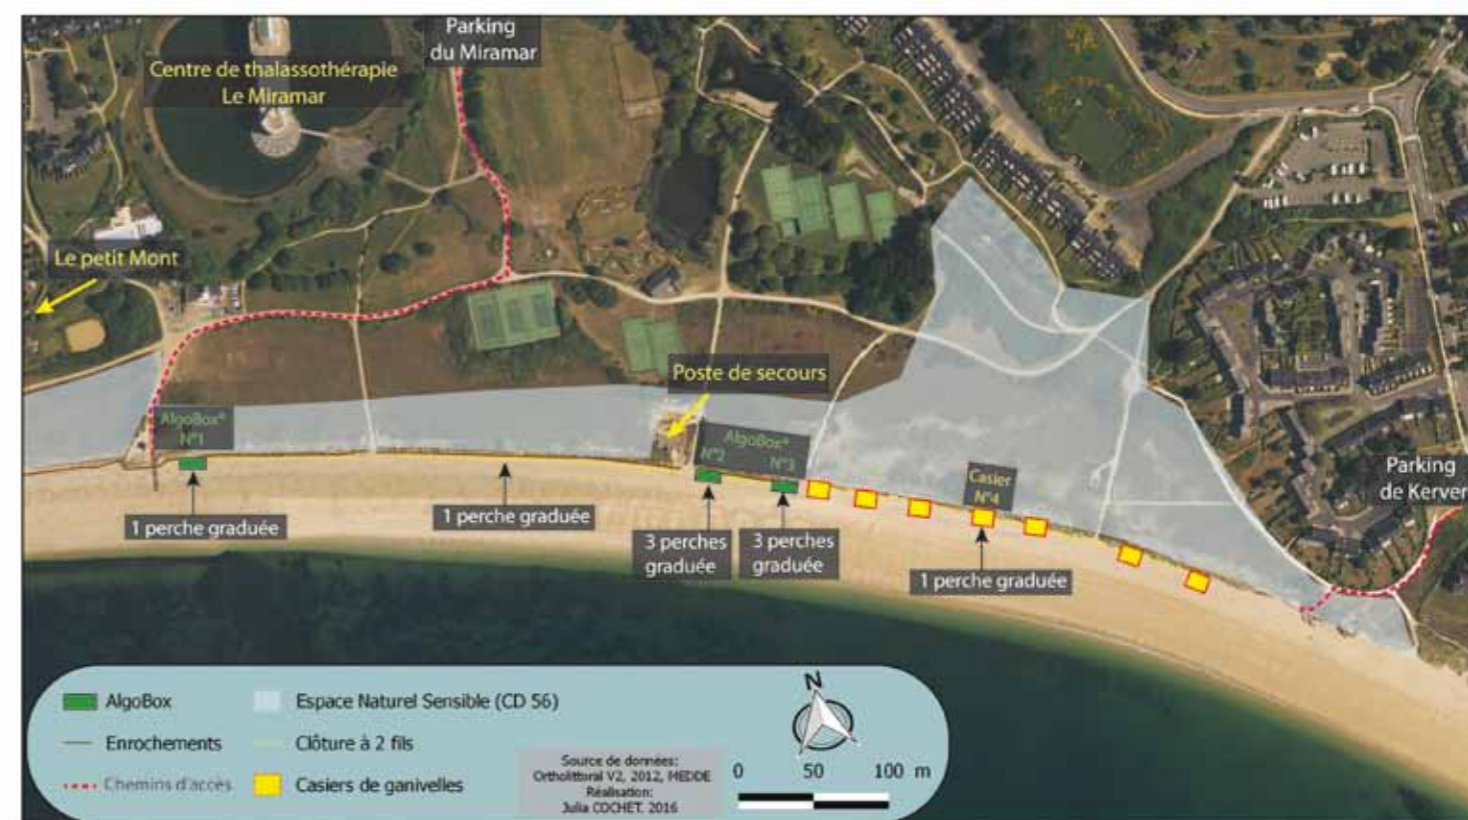 Parking
du Miramar
Centre de thalassothérapie
Le Miramar
Le petit Mont
Poste de secours
AlgoBox®
N°1
AlgoBox®
N°2
N°3
Casier
N°4
Parking
de Kerver
1 perche graduée
1 perche graduée
3 perches
graduée
3 perches
graduée
1 perche graduée
AlgoBox
Enrochements
Chemins d'accès
Espace Naturel Sensible (CD 56)
Clôture à 2 fils
Casiers de ganivelles
Source de données:
Ortholittoral V2, 2012, MEDDE
Réalisation:
Julia COCHET. 2016
N
0 50 100 m